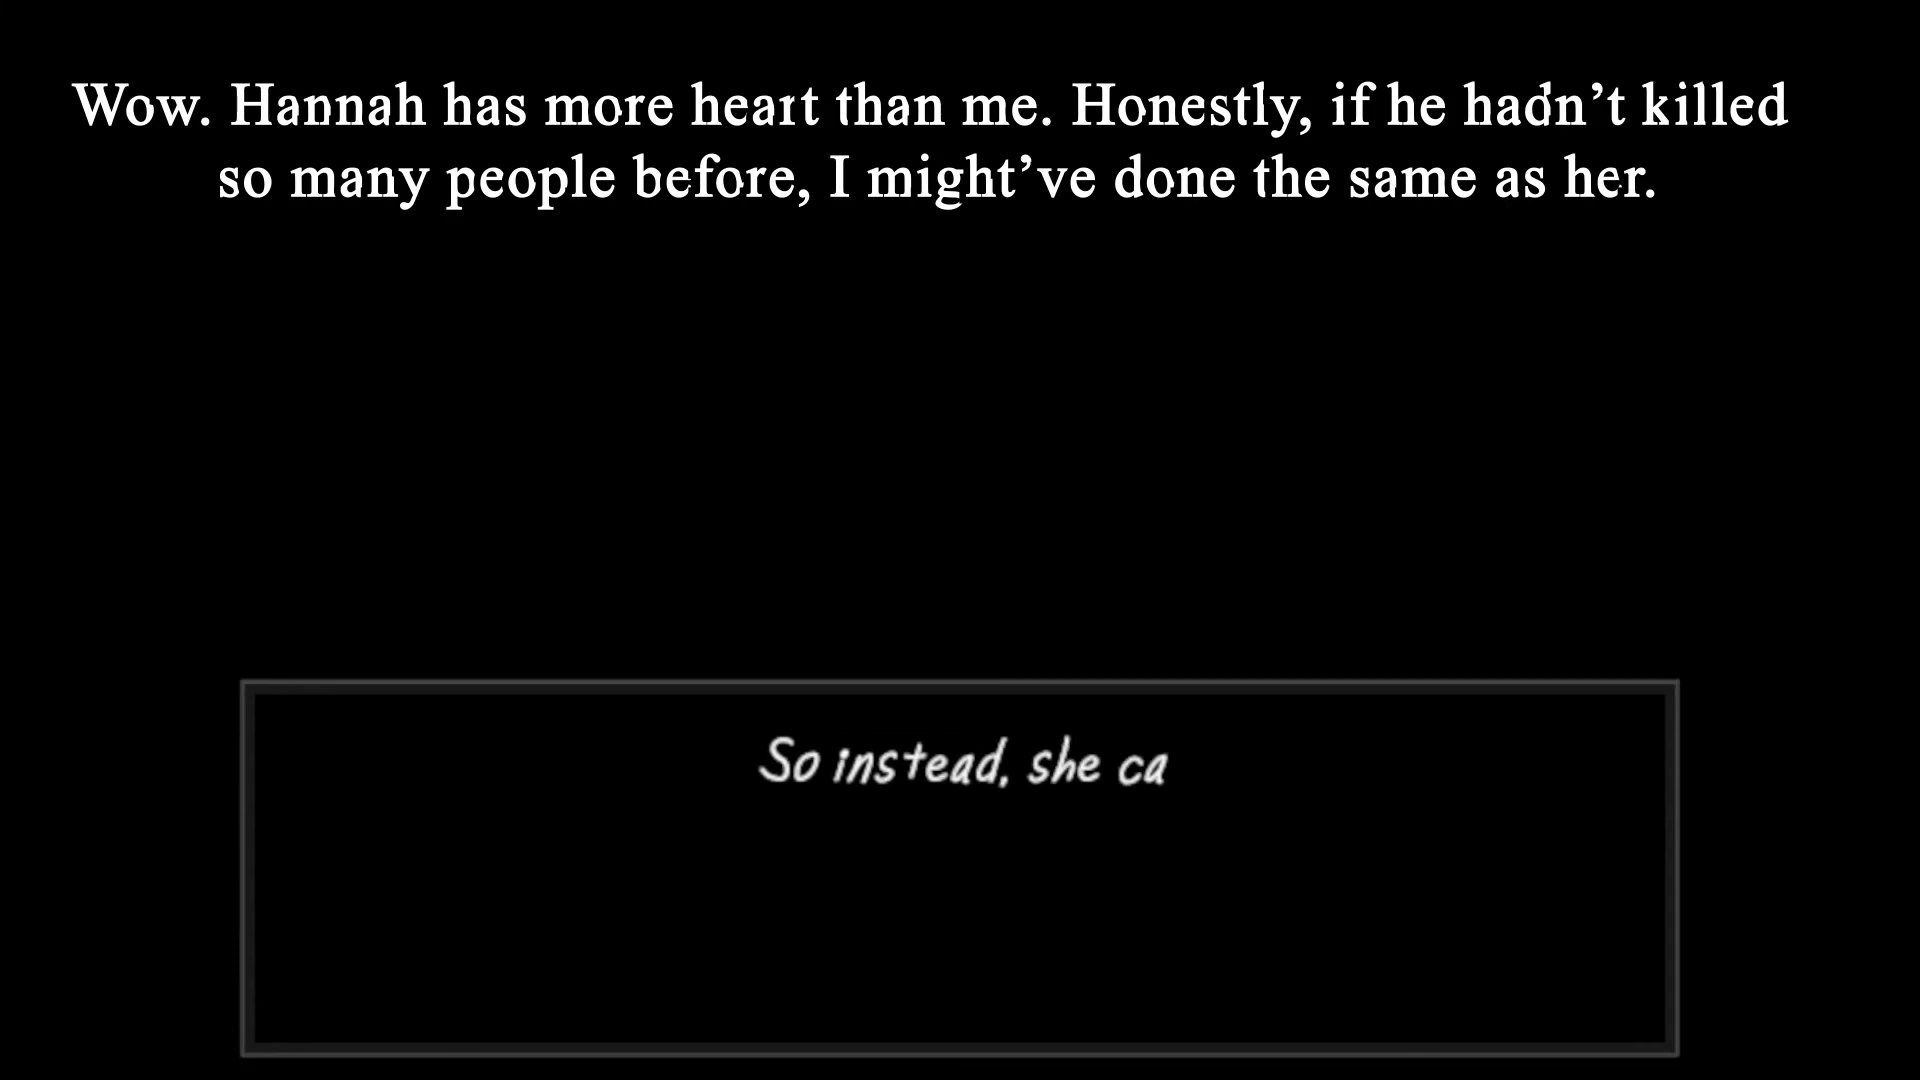 Wow. Hannah has more heart than me. Honestly, if he hadn’t killed
so many people before, I might’ve done the same as her.
So instead, she ca